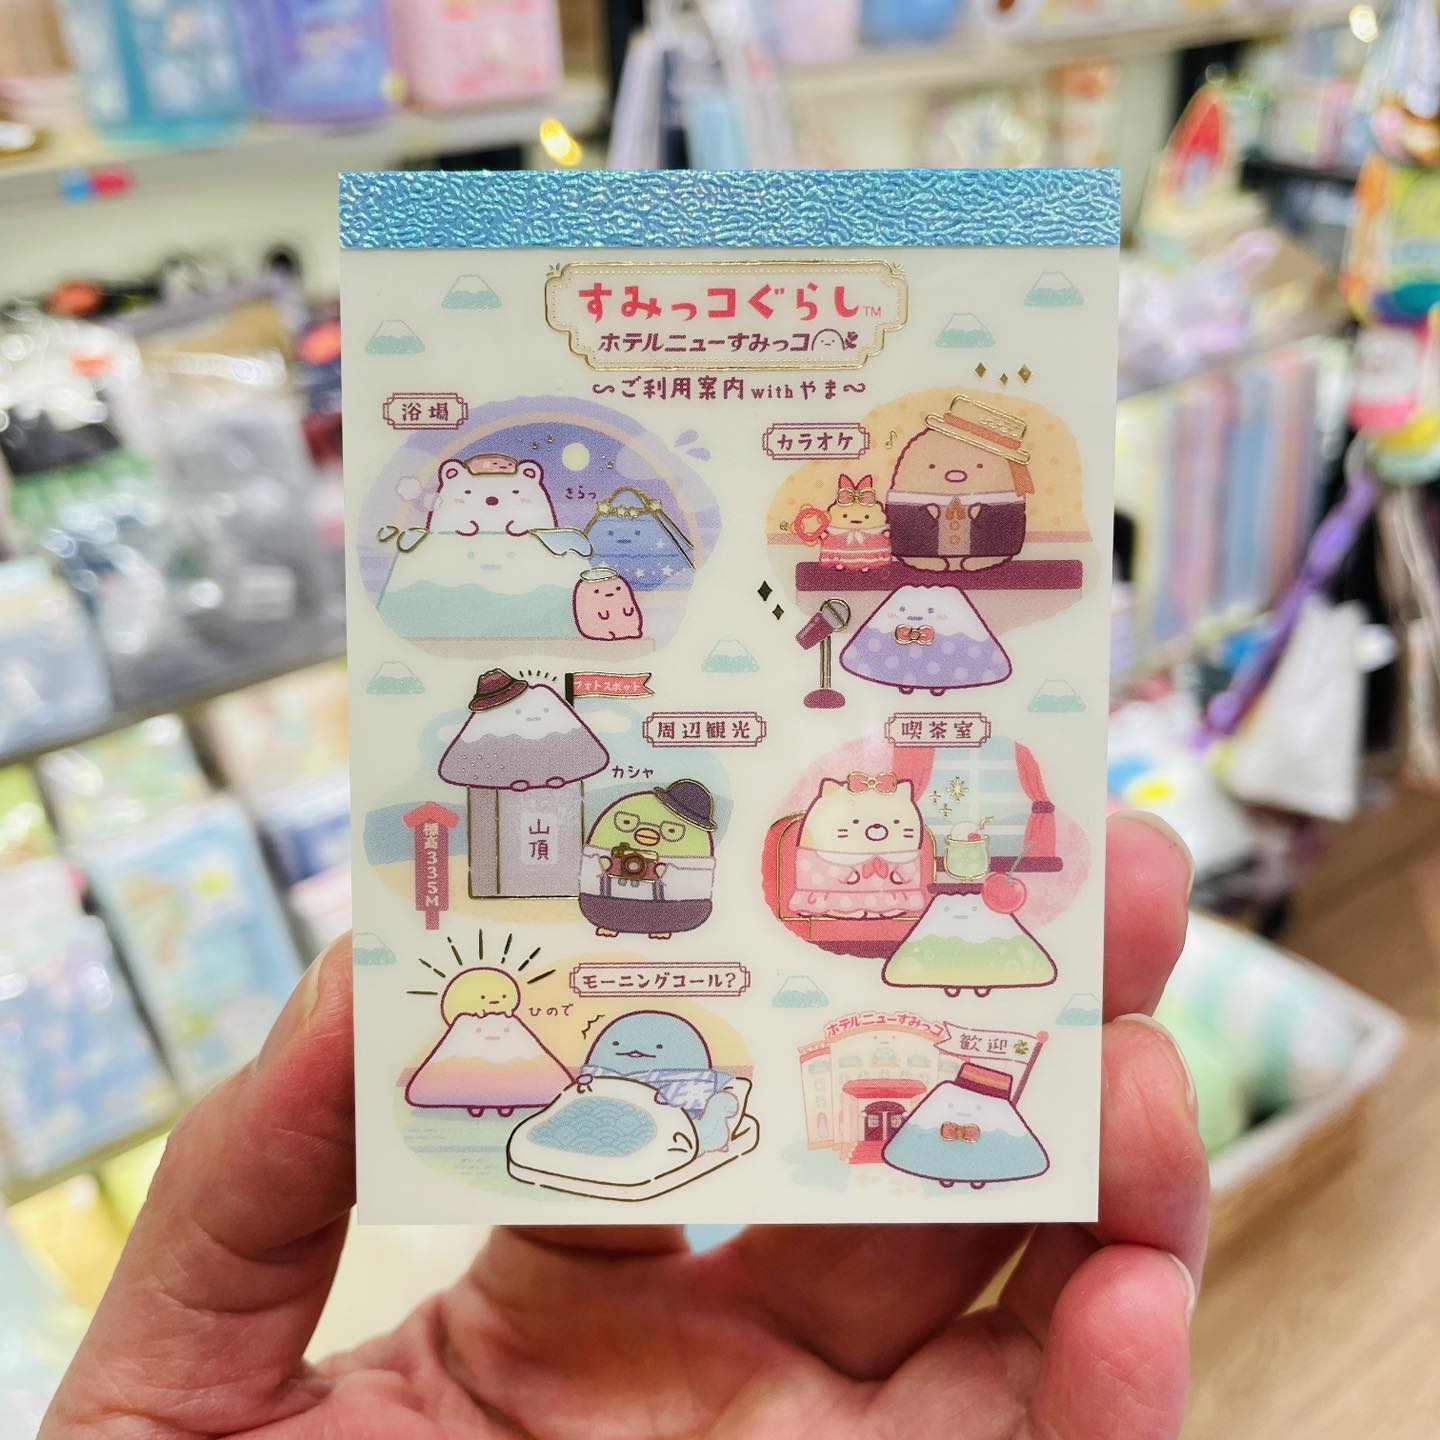 すみっコぐらし™
ホテルニューすみっコ
〜ご利用案内withやま〜
浴場
きらっ
カラオケ
フォトスポット
周辺観光
カシャ
山頂
標高335M
喫茶室
モーニングコール?
ひので
ホテルニューすみっコ
歓迎